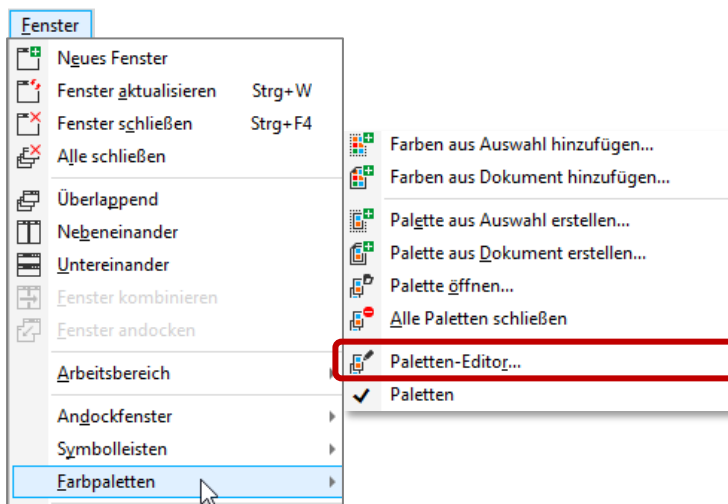 Fenster
Neues Fenster
Fenster aktualisieren Strg+W
Fenster schließen Strg+F4
Alle schließen
Überlappend
Nebeneinander
Untereinander
Fenster kombinieren
Fenster andocken
Arbeitsbereich
Andockfenster
Symbolleisten
Farbpaletten
Farben aus Auswahl hinzufügen...
Farben aus Dokument hinzufügen...
Palette aus Auswahl erstellen...
Palette aus Dokument erstellen...
Palette öffnen...
Alle Paletten schließen
Paletten-Editor...
Paletten